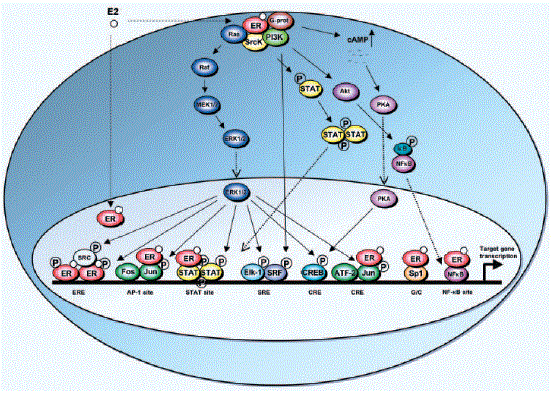 E2
ER
G-prot
Ras
SrcK
PI3K
cAMP
Raf
P
STAT
Akt
PKA
MEK1/2
ERK1/2
P
STAT
STAT
P
P
NFκB
ERK1/2
PKA
ER
SRC
P
P
ER
ER
P
ER
P
Fos
Jun
P
ER
P
STAT
STAT
P
P
P
Elk-1
SRF
P
P
CREB
P
ER
ATF-2
Jun
P
ER
Sp1
ER
NFκB
Target gene
transcription
ERE
AP-1 site
STAT site
SRE
CRE
CRE
G/C
NF-κB site